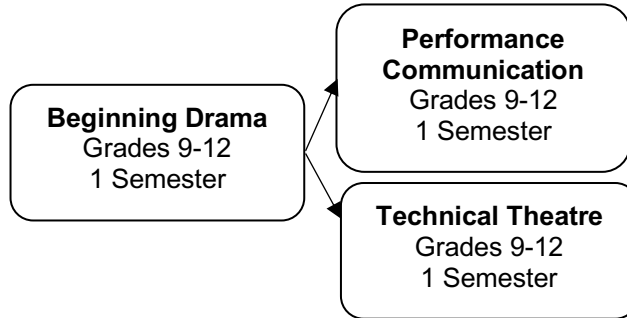 Beginning Drama
Grades 9-12
1 Semester
Performance
Communication
Grades 9-12
1 Semester
Technical Theatre
Grades 9-12
1 Semester